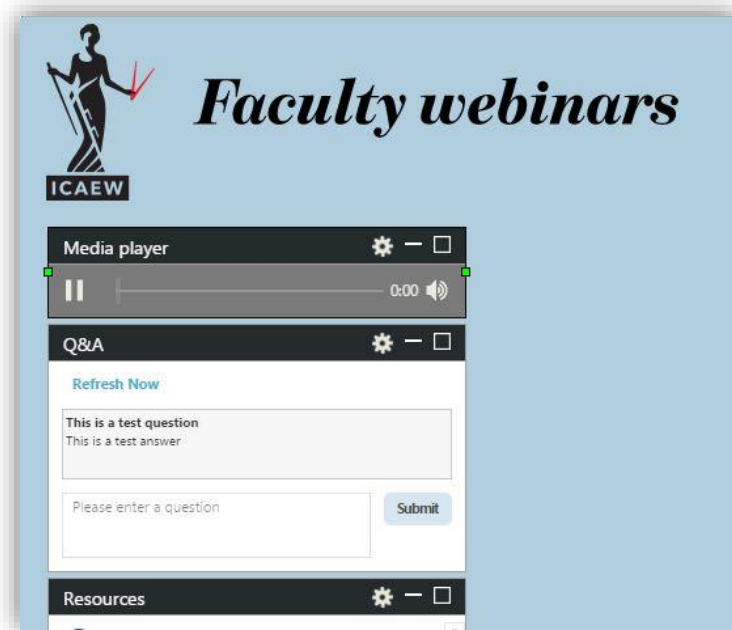 Faculty webinars
ICAEW
Media player
0:00
Q&A
Refresh Now
This is a test question
This is a test answer
Please enter a question
Submit
Resources